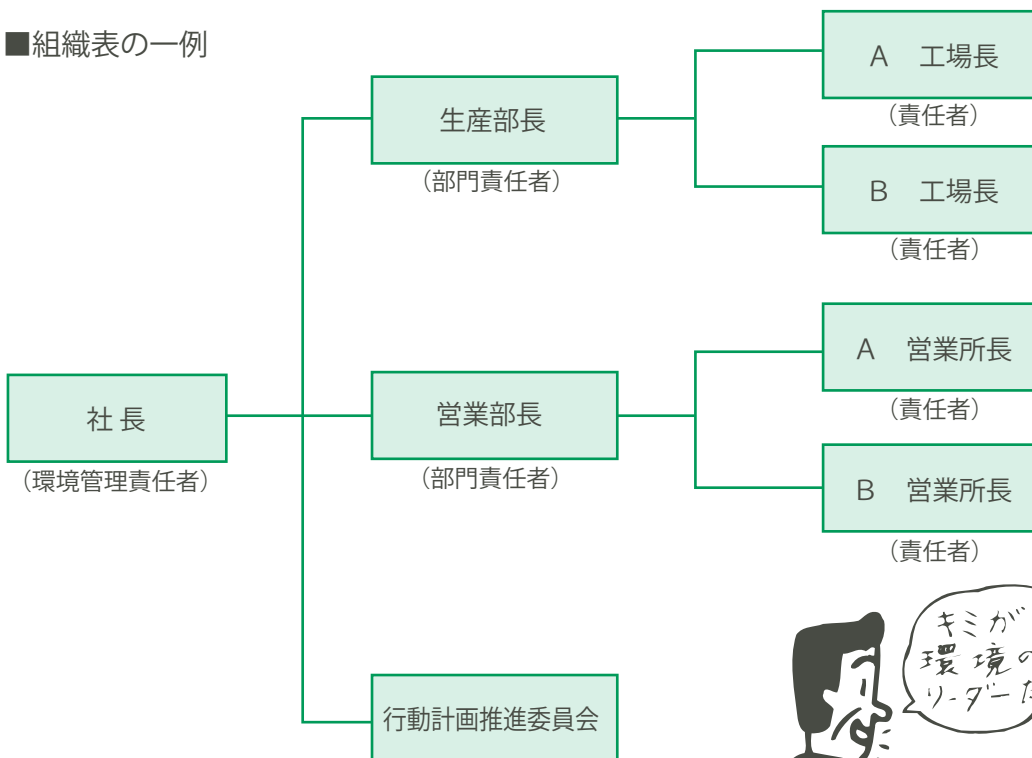 ■組織表の一例
A 工場長
(責任者)
生産部長
(部門責任者)
B 工場長
(責任者)
A 営業所長
(責任者)
社長
(環境管理責任者)
営業部長
(部門責任者)
B 営業所長
(責任者)
行動計画推進委員会
キミが
環境の
リーダー